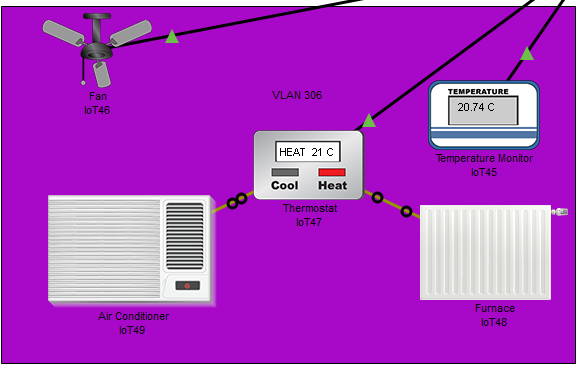 Fan
IoT46
VLAN 306
TEMPERATURE
20.74 C
Temperature Monitor
IoT45
HEAT 21 C
Cool Heat
Thermostat
IoT47
Air Conditioner
IoT49
Furnace
IoT48